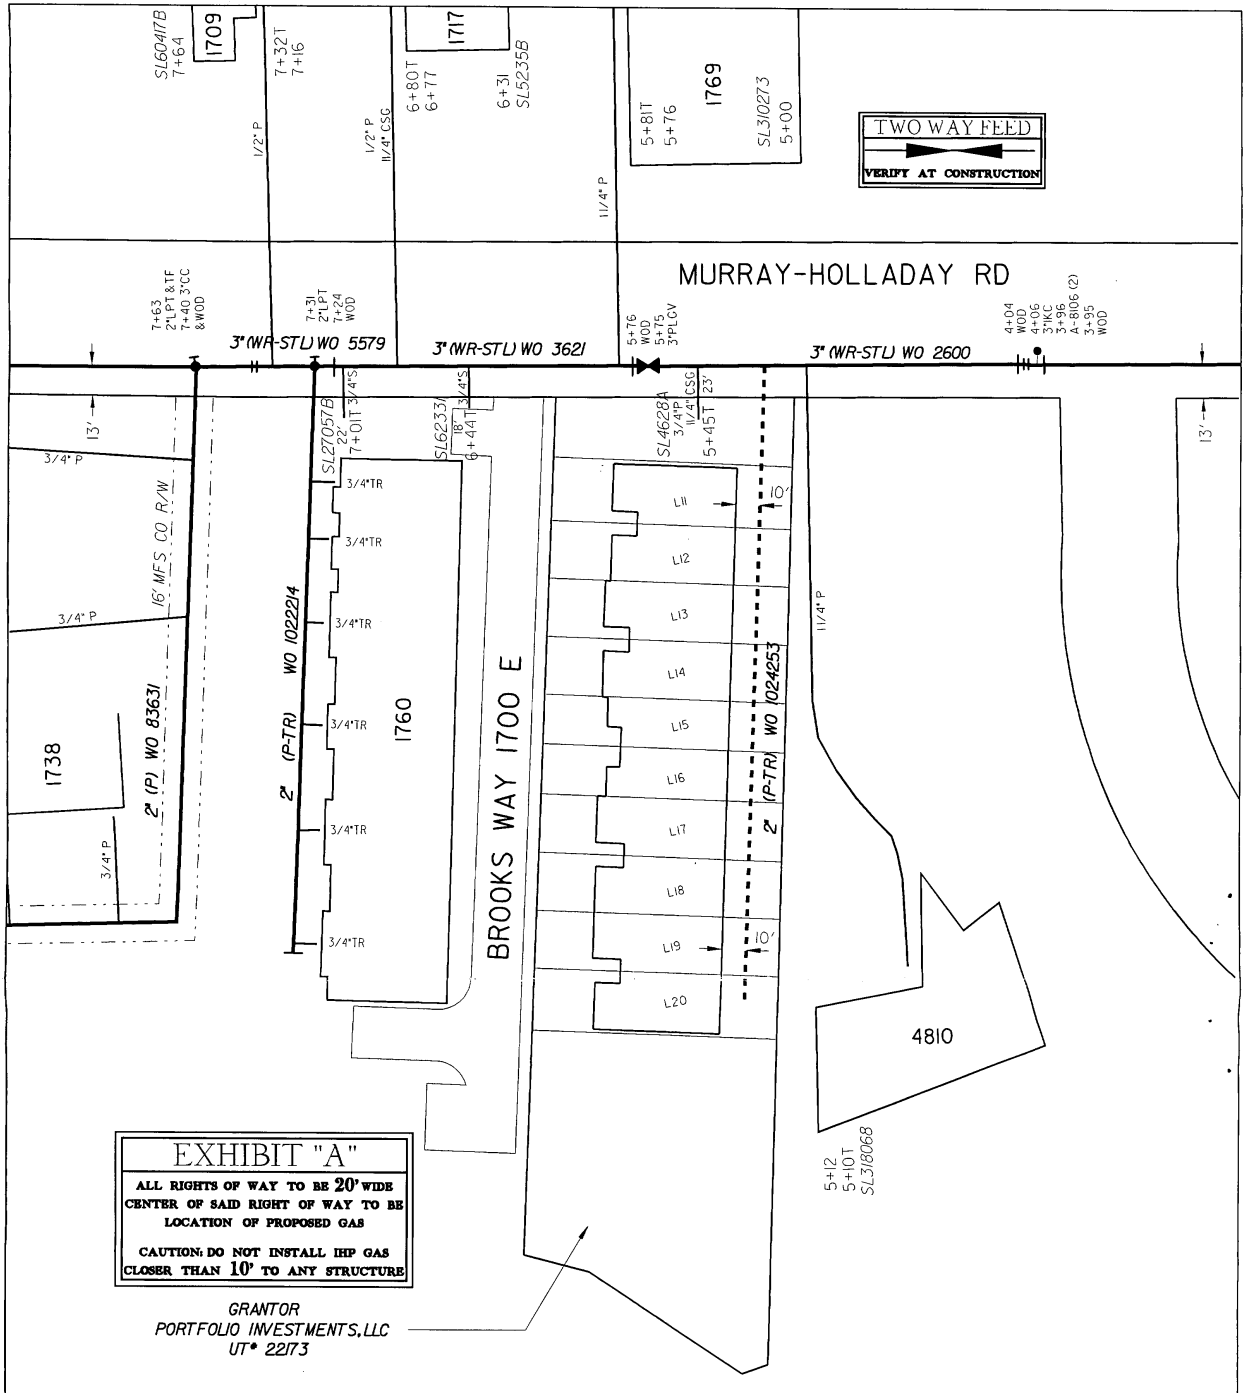 SL60417B
7+64
1709
7+32T
7+16
1/2" P
1/2" P
11/4" CSG
6+80T
6+77
1717
6+31
SL5235B
11/4" P
5+81T
5+76
1769
SL310273
5+00
TWO WAY FEED
VERIFY AT CONSTRUCTION
MURRAY-HOLLADAY RD
7+63
2"LPT &TF
7+40 3"CC
&WOD
7+31
2"LPT
7+24
WOD
5+76
WOD
5+75
3"PLCV
4+04
WOD
4+06
3"IKC
3+96
A-8106 (2)
3+95
WOD
3" (WR-STL) WO 5579
3" (WR-STL) WO 3621
3" (WR-STL) WO 2600
13'
13'
3/4" P
16' MFS CO R/W
SL27057B
22'
7+01T
3/4"S
SL62331
18'
6+44T
3/4"S
SL4628A
3/4"P
11/4" CSG
5+45T
23'
3/4"TR
3/4"TR
3/4"TR
3/4"TR
3/4"TR
3/4"TR
3/4" P
2" (P) WO 83631
1738
3/4" P
2" (P-TR) WO 1022214
1760
BROOKS WAY 1700 E
L11
L12
L13
L14
L15
L16
L17
L18
L19
L20
10'
10'
2" (P-TR) WO 1024253
11/4" P
4810
5+12
5+10T
SL318068
EXHIBIT "A"
ALL RIGHTS OF WAY TO BE 20' WIDE
CENTER OF SAID RIGHT OF WAY TO BE
LOCATION OF PROPOSED GAS
CAUTION: DO NOT INSTALL IHP GAS
CLOSER THAN 10' TO ANY STRUCTURE
GRANTOR
PORTFOLIO INVESTMENTS, LLC
UT# 22173